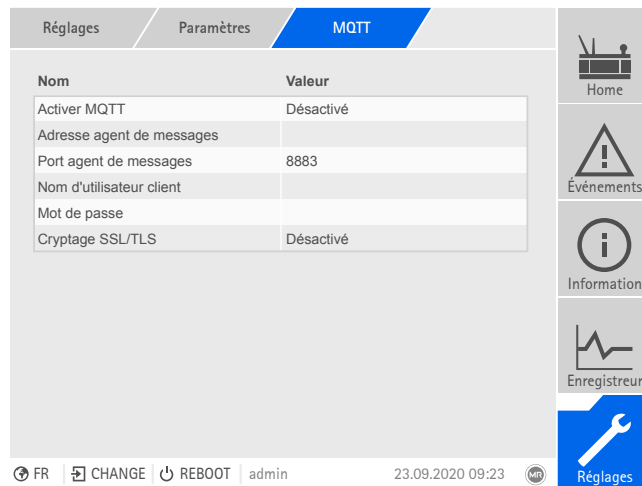 Réglages Paramètres MQTT
Nom Valeur
Activer MQTT Désactivé
Adresse agent de messages
Port agent de messages 8883
Nom d'utilisateur client
Mot de passe
Cryptage SSL/TLS Désactivé
Home
Événements
Information
Enregistreur
Réglages
FR CHANGE REBOOT admin 23.09.2020 09:23 MR